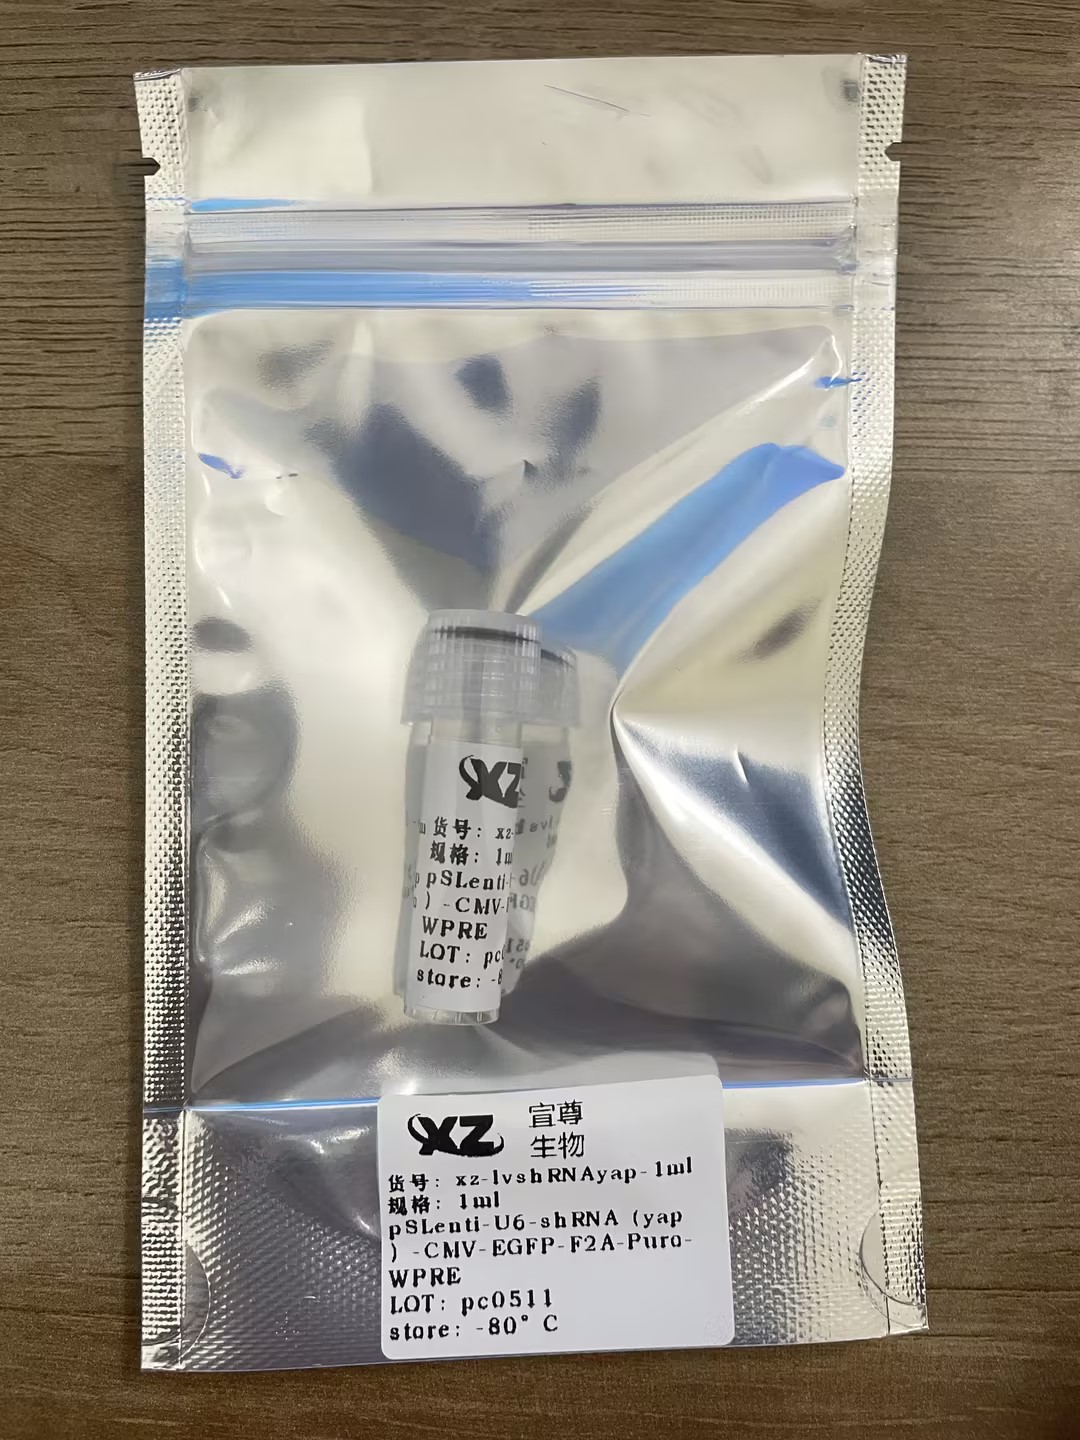 XZ
货号: xz-
规格: 1m
pSLenti-
) -CMV-
WPRE
LOT: pc
store: -8
XZ 宣尊
生物
货号: xz-lvshRNAyap-1ml
规格: 1ml
pSLenti-U6-shRNA (yap
) -CMV-EGFP-F2A-Puro-
WPRE
LOT: pc0511
store: -80° C